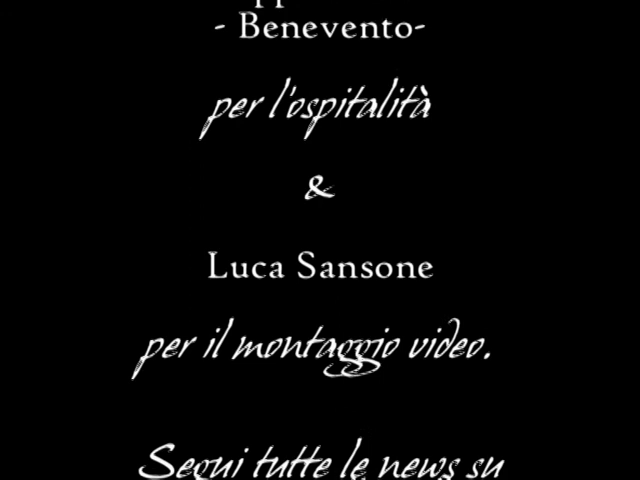 - Benevento-
per l'ospitalità
&
Luca Sansone
per il montaggio video.
Segui tutte le news su